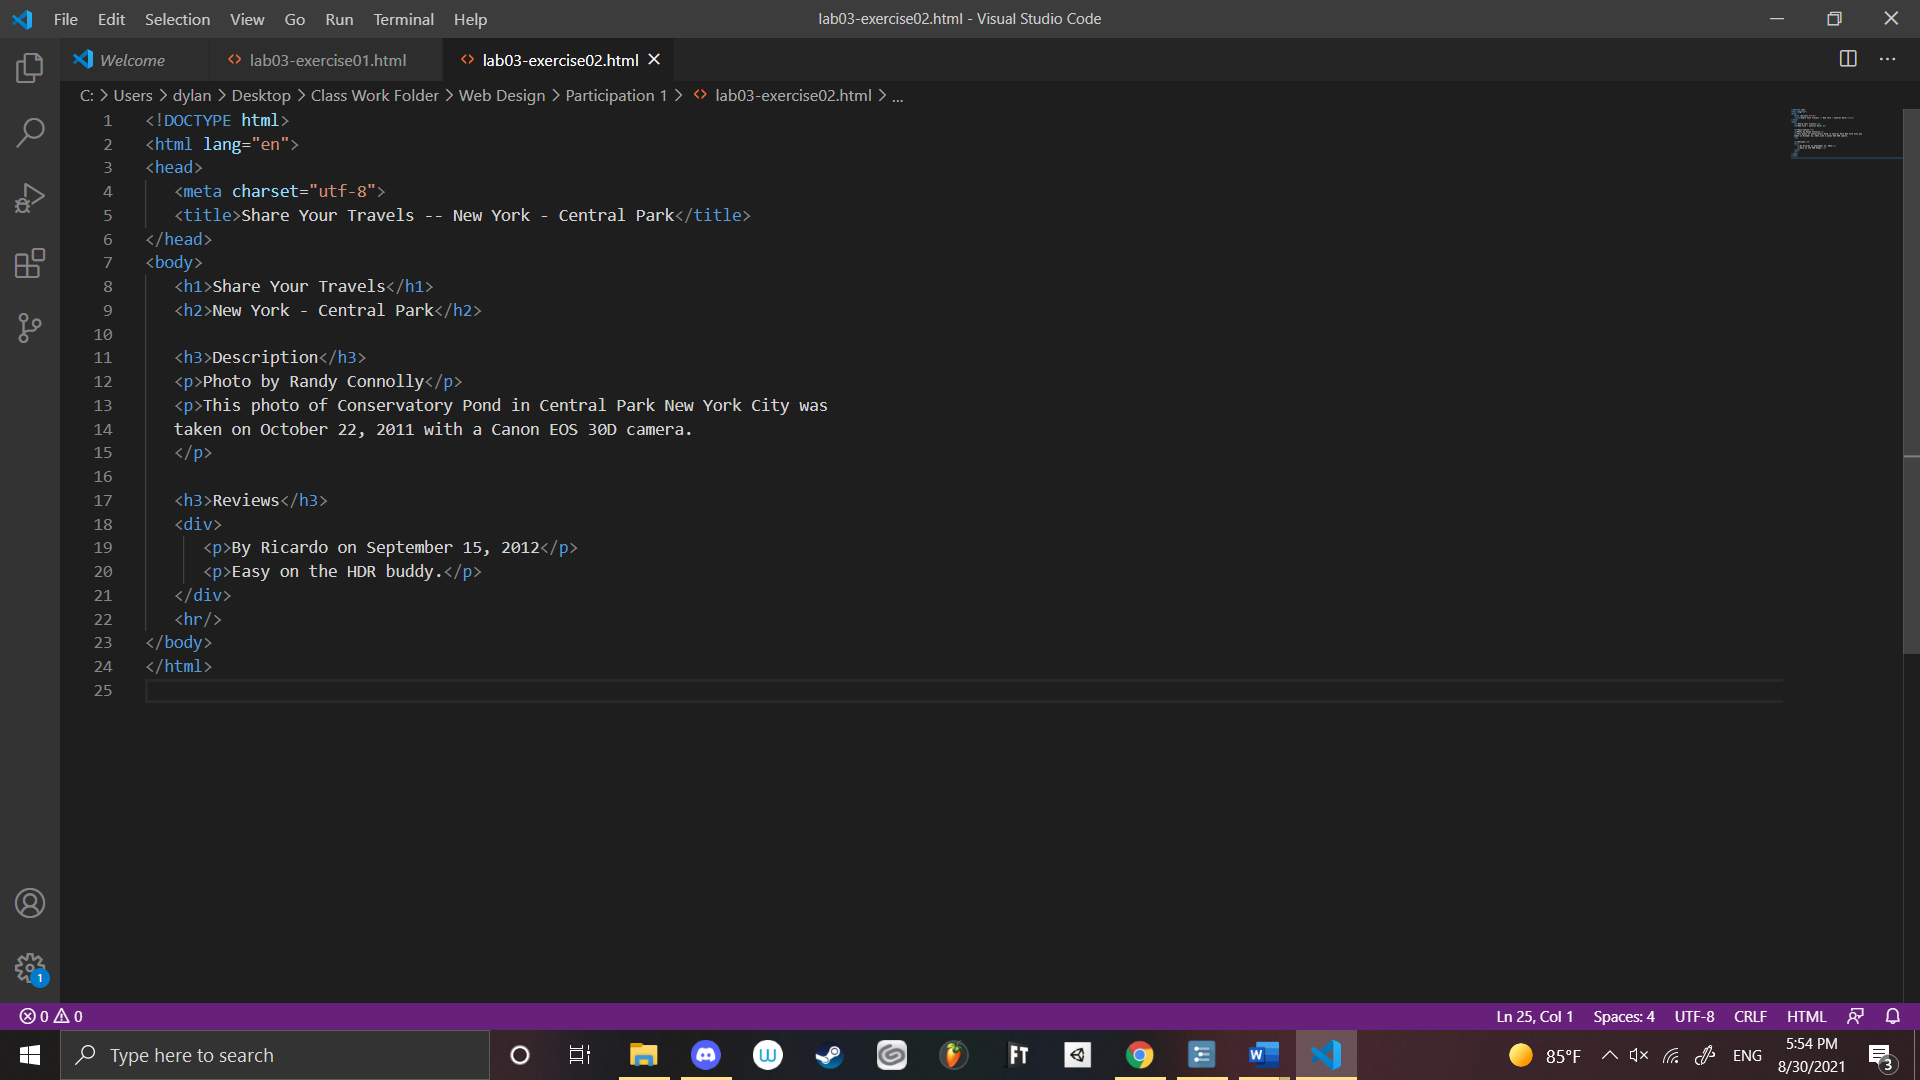 File Edit Selection View Go Run Terminal Help
lab03-exercise02.html - Visual Studio Code
Welcome
lab03-exercise01.html
lab03-exercise02.html
C: > Users > dylan > Desktop > Class Work Folder > Web Design > Participation 1 > lab03-exercise02.html > ...
1 <!DOCTYPE html>
2 <html lang="en">
3 <head>
4 <meta charset="utf-8">
5 <title>Share Your Travels -- New York - Central Park</title>
6 </head>
7 <body>
8 <h1>Share Your Travels</h1>
9 <h2>New York - Central Park</h2>
10
11 <h3>Description</h3>
12 <p>Photo by Randy Connolly</p>
13 <p>This photo of Conservatory Pond in Central Park New York City was
14 taken on October 22, 2011 with a Canon EOS 30D camera.
15 </p>
16
17 <h3>Reviews</h3>
18 <div>
19 <p>By Ricardo on September 15, 2012</p>
20 <p>Easy on the HDR buddy.</p>
21 </div>
22 <hr/>
23 </body>
24 </html>
25
1
0 0
Ln 25, Col 1 Spaces: 4 UTF-8 CRLF HTML
Type here to search
W
FT
W
85°F
ENG
5:54 PM
8/30/2021
3